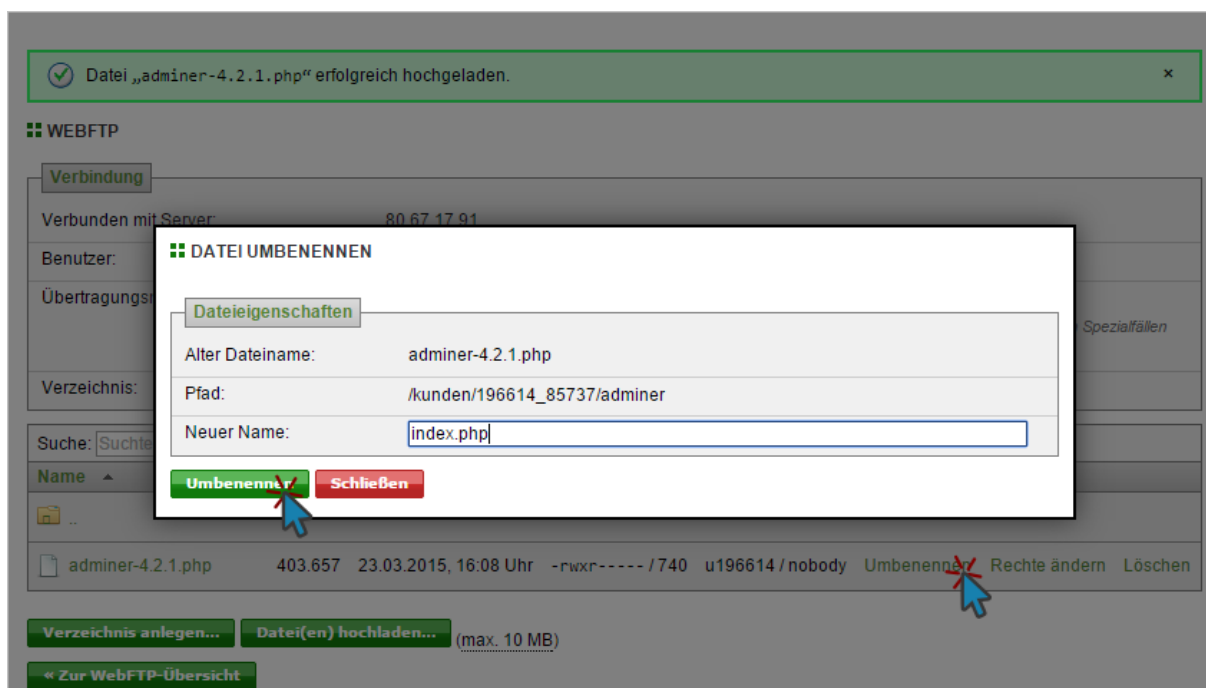 Datei „adminer-4.2.1.php“ erfolgreich hochgeladen.
×
WEBFTP
Verbindung
Verbunden mit Server: 80.67.17.91
Benutzer:
Spezialfällen
Verzeichnis:
DATEI UMBENENNEN
Dateieigenschaften
Alter Dateiname: adminer-4.2.1.php
Pfad: /kunden/196614_85737/adminer
Neuer Name: index.php
Umbenennen Schließen
Suche:
Name
..
adminer-4.2.1.php 403.657 23.03.2015, 16:08 Uhr -rwxr-----/740 u196614/nobody Umbenennen Rechte ändern Löschen
Verzeichnis anlegen... Datei(en) hochladen... (max. 10 MB)
« Zur WebFTP-Übersicht